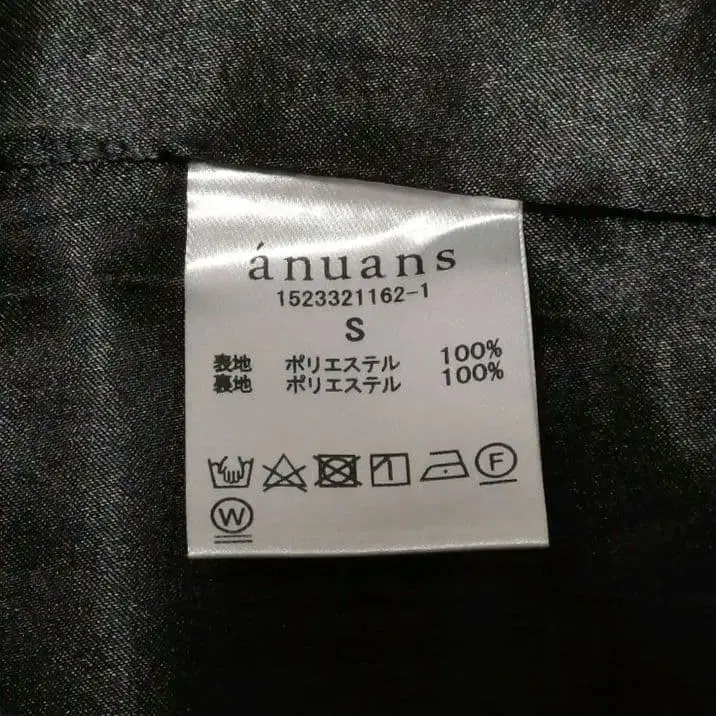 ánuans
1523321162-1
S
表地 ポリエステル 100%
裏地 ポリエステル 100%
F
W